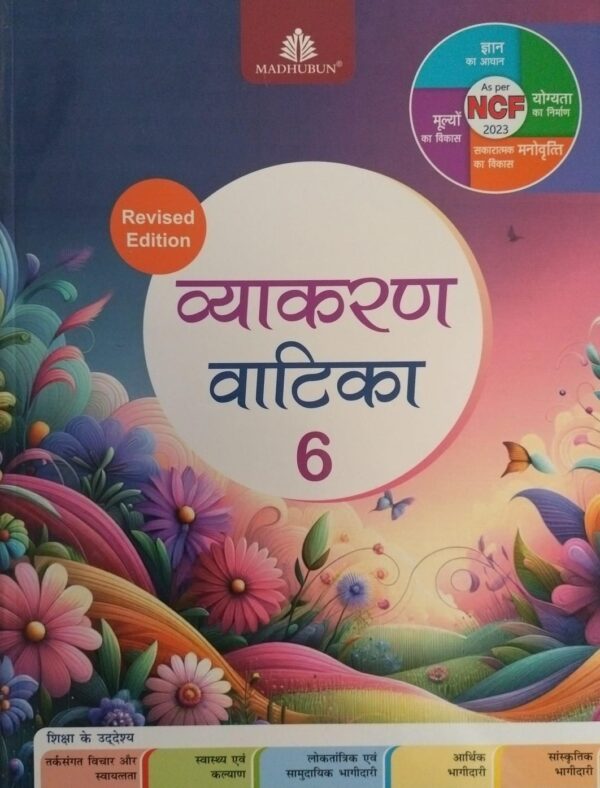 MADHUBUN®
ज्ञान
का आधान
As per
NCF
2023
योग्यता
का निर्माण
मूल्यों
का विकास
सकारात्मक मनोवृत्ति
का विकास
Revised
Edition
व्याकरण
वाटिका
6
शिक्षा के उद्देश्य
तर्कसंगत विचार और
स्वायत्तता
स्वास्थ्य एवं
कल्याण
लोकतांत्रिक एवं
सामुदायिक भागीदारी
आर्थिक
भागीदारी
सांस्कृतिक
भागीदारी